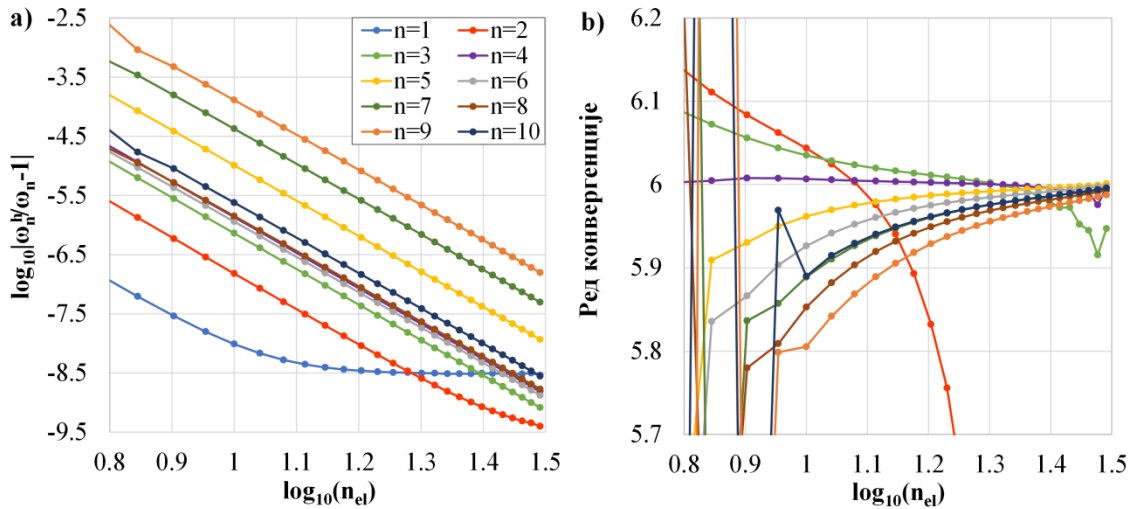 a)
log₁₀|ωₙʰ/ωₙ-1|
-2.5
-3.5
-4.5
-5.5
-6.5
-7.5
-8.5
-9.5
n=1 n=2
n=3 n=4
n=5 n=6
n=7 n=8
n=9 n=10
0.8 0.9 1 1.1 1.2 1.3 1.4 1.5
log₁₀(nₑₗ)
b)
Ред конвергенције
6.2
6.1
6
5.9
5.8
5.7
0.8 0.9 1 1.1 1.2 1.3 1.4 1.5
log₁₀(nₑₗ)